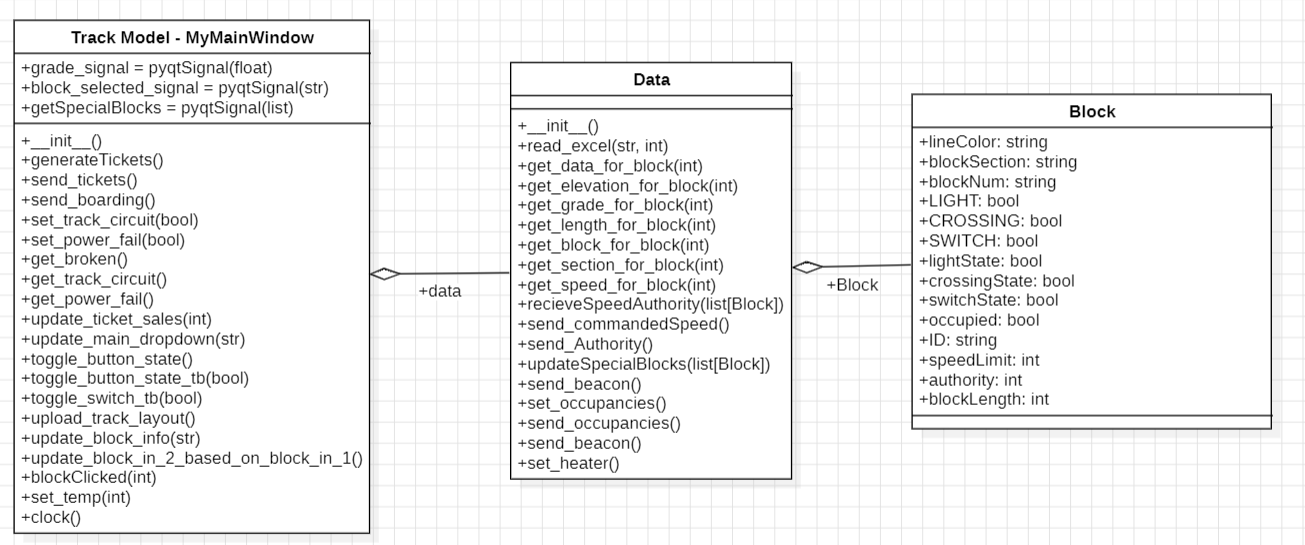 Track Model - MyMainWindow
+grade_signal = pyqtSignal(float)
+block_selected_signal = pyqtSignal(str)
+getSpecialBlocks = pyqtSignal(list)
+__init__()
+generateTickets()
+send_tickets()
+send_boarding()
+set_track_circuit(bool)
+set_power_fail(bool)
+get_broken()
+get_track_circuit()
+get_power_fail()
+update_ticket_sales(int)
+update_main_dropdown(str)
+toggle_button_state()
+toggle_button_state_tb(bool)
+toggle_switch_tb(bool)
+upload_track_layout()
+update_block_info(str)
+update_block_in_2_based_on_block_in_1()
+blockClicked(int)
+set_temp(int)
+clock()
+data
Data
+__init__()
+read_excel(str, int)
+get_data_for_block(int)
+get_elevation_for_block(int)
+get_grade_for_block(int)
+get_length_for_block(int)
+get_block_for_block(int)
+get_section_for_block(int)
+get_speed_for_block(int)
+recieveSpeedAuthority(list[Block])
+send_commandedSpeed()
+send_Authority()
+updateSpecialBlocks(list[Block])
+send_beacon()
+set_occupancies()
+send_occupancies()
+send_beacon()
+set_heater()
+Block
Block
+lineColor: string
+blockSection: string
+blockNum: string
+LIGHT: bool
+CROSSING: bool
+SWITCH: bool
+lightState: bool
+crossingState: bool
+switchState: bool
+occupied: bool
+ID: string
+speedLimit: int
+authority: int
+blockLength: int